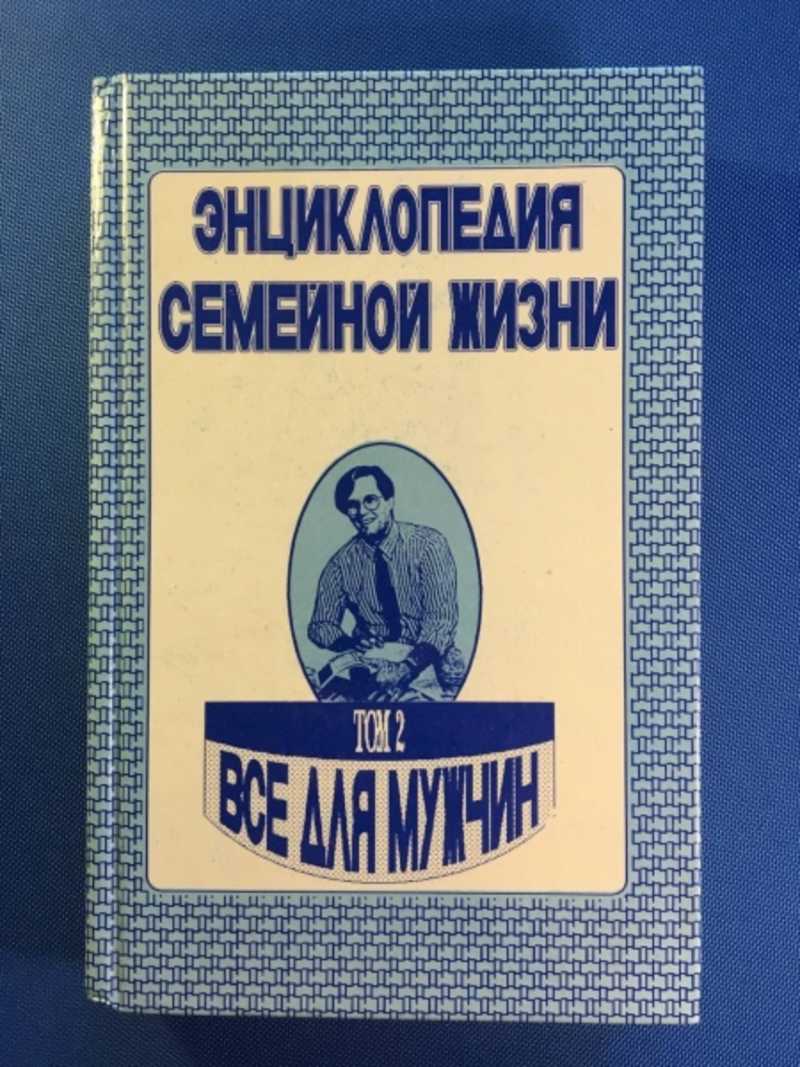 ЭНЦИКЛОПЕДИЯ
СЕМЕЙНОЙ ЖИЗНИ
ТОМ 2
ВСЕ ДЛЯ МУЖЧИН